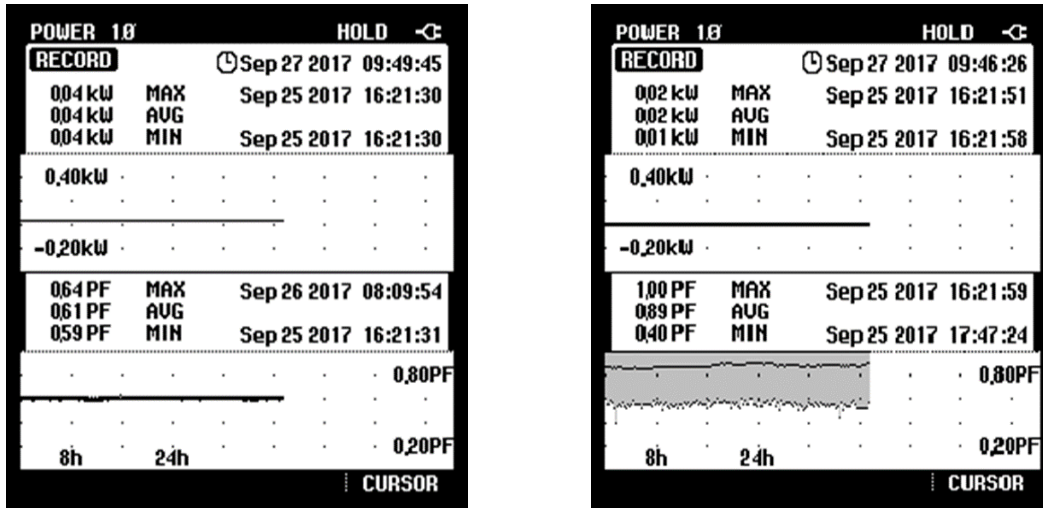 POWER 1Ø HOLD
RECORD Sep 27 2017 09:49:45
0,04 kW MAX Sep 25 2017 16:21:30
0,04 kW AVG
0,04 kW MIN Sep 25 2017 16:21:30
0,40kW
-0,20kW
0,64 PF MAX Sep 26 2017 08:09:54
0,61 PF AVG
0,59 PF MIN Sep 25 2017 16:21:31
0,80PF
0,20PF
8h 24h
CURSOR
POWER 1Ø HOLD
RECORD Sep 27 2017 09:46:26
0,02 kW MAX Sep 25 2017 16:21:51
0,02 kW AVG
0,01 kW MIN Sep 25 2017 16:21:58
0,40kW
-0,20kW
1,00 PF MAX Sep 25 2017 16:21:59
0,89 PF AVG
0,40 PF MIN Sep 25 2017 17:47:24
0,80PF
0,20PF
8h 24h
CURSOR